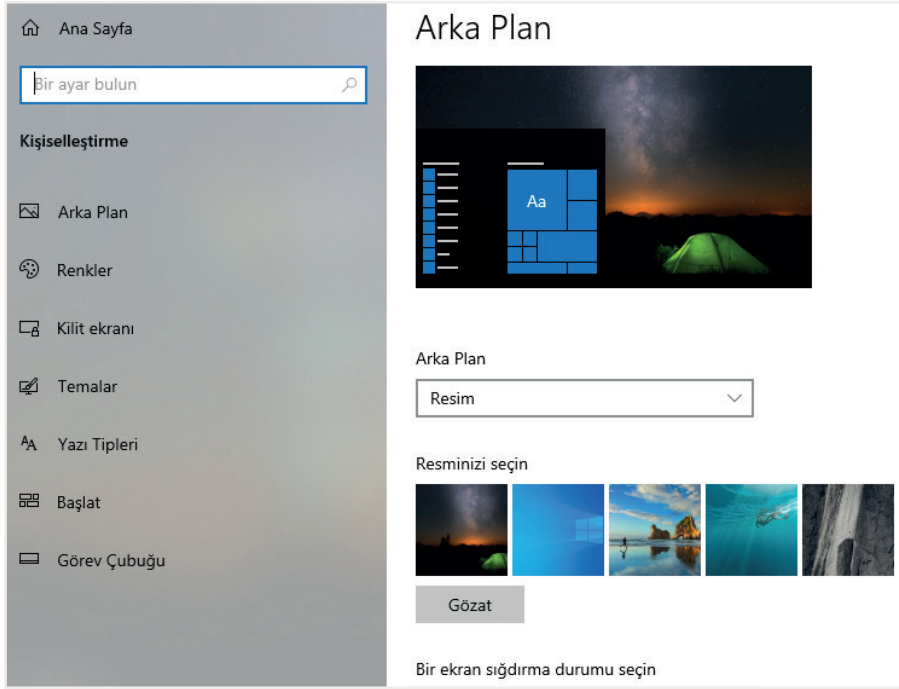 Ana Sayfa
Bir ayar bulun
Kişiselleştirme
Arka Plan
Renkler
Kilit ekranı
Temalar
Yazı Tipleri
Başlat
Görev Çubuğu
Arka Plan
Aa
Arka Plan
Resim
Resminizi seçin
Gözat
Bir ekran sığdırma durumu seçin